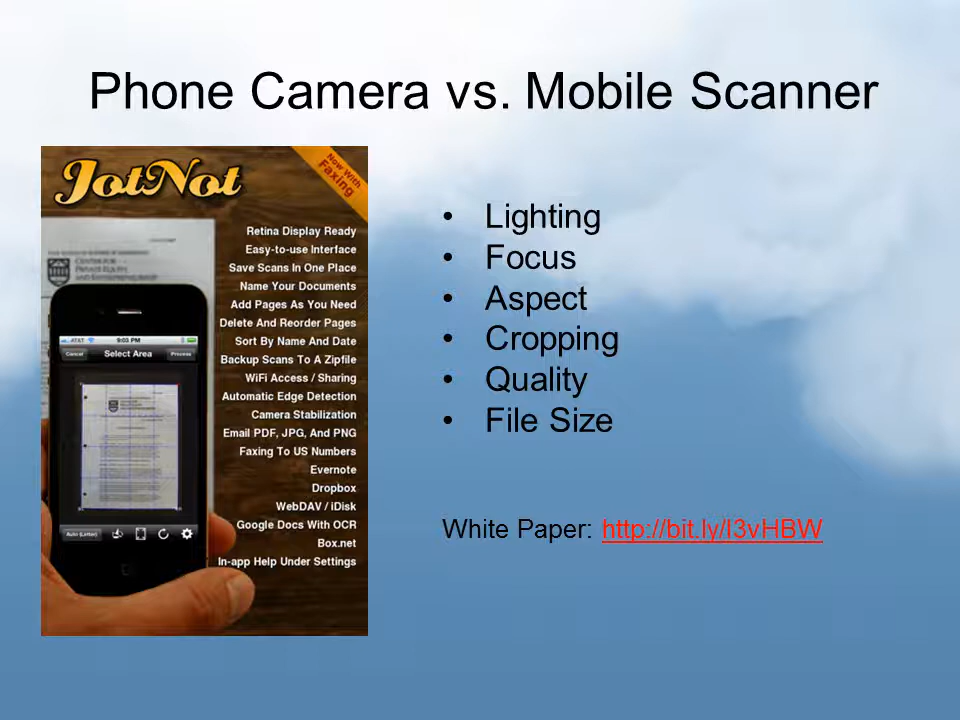 Phone Camera vs. Mobile Scanner
JotNot
Now With
Faxing
Retina Display Ready
Easy-to-use Interface
Save Scans In One Place
Name Your Documents
Add Pages As You Need
Delete And Reorder Pages
Sort By Name And Date
Backup Scans To A Zipfile
WiFi Access / Sharing
Automatic Edge Detection
Camera Stabilization
Email PDF, JPG, And PNG
Faxing To US Numbers
Evernote
Dropbox
WebDAV / iDisk
Google Docs With OCR
Box.net
In-app Help Under Settings
AT&T 9:03 PM
Cancel Select Area Process
Auto (Letter)
• Lighting
• Focus
• Aspect
• Cropping
• Quality
• File Size
White Paper: http://bit.ly/I3vHBW